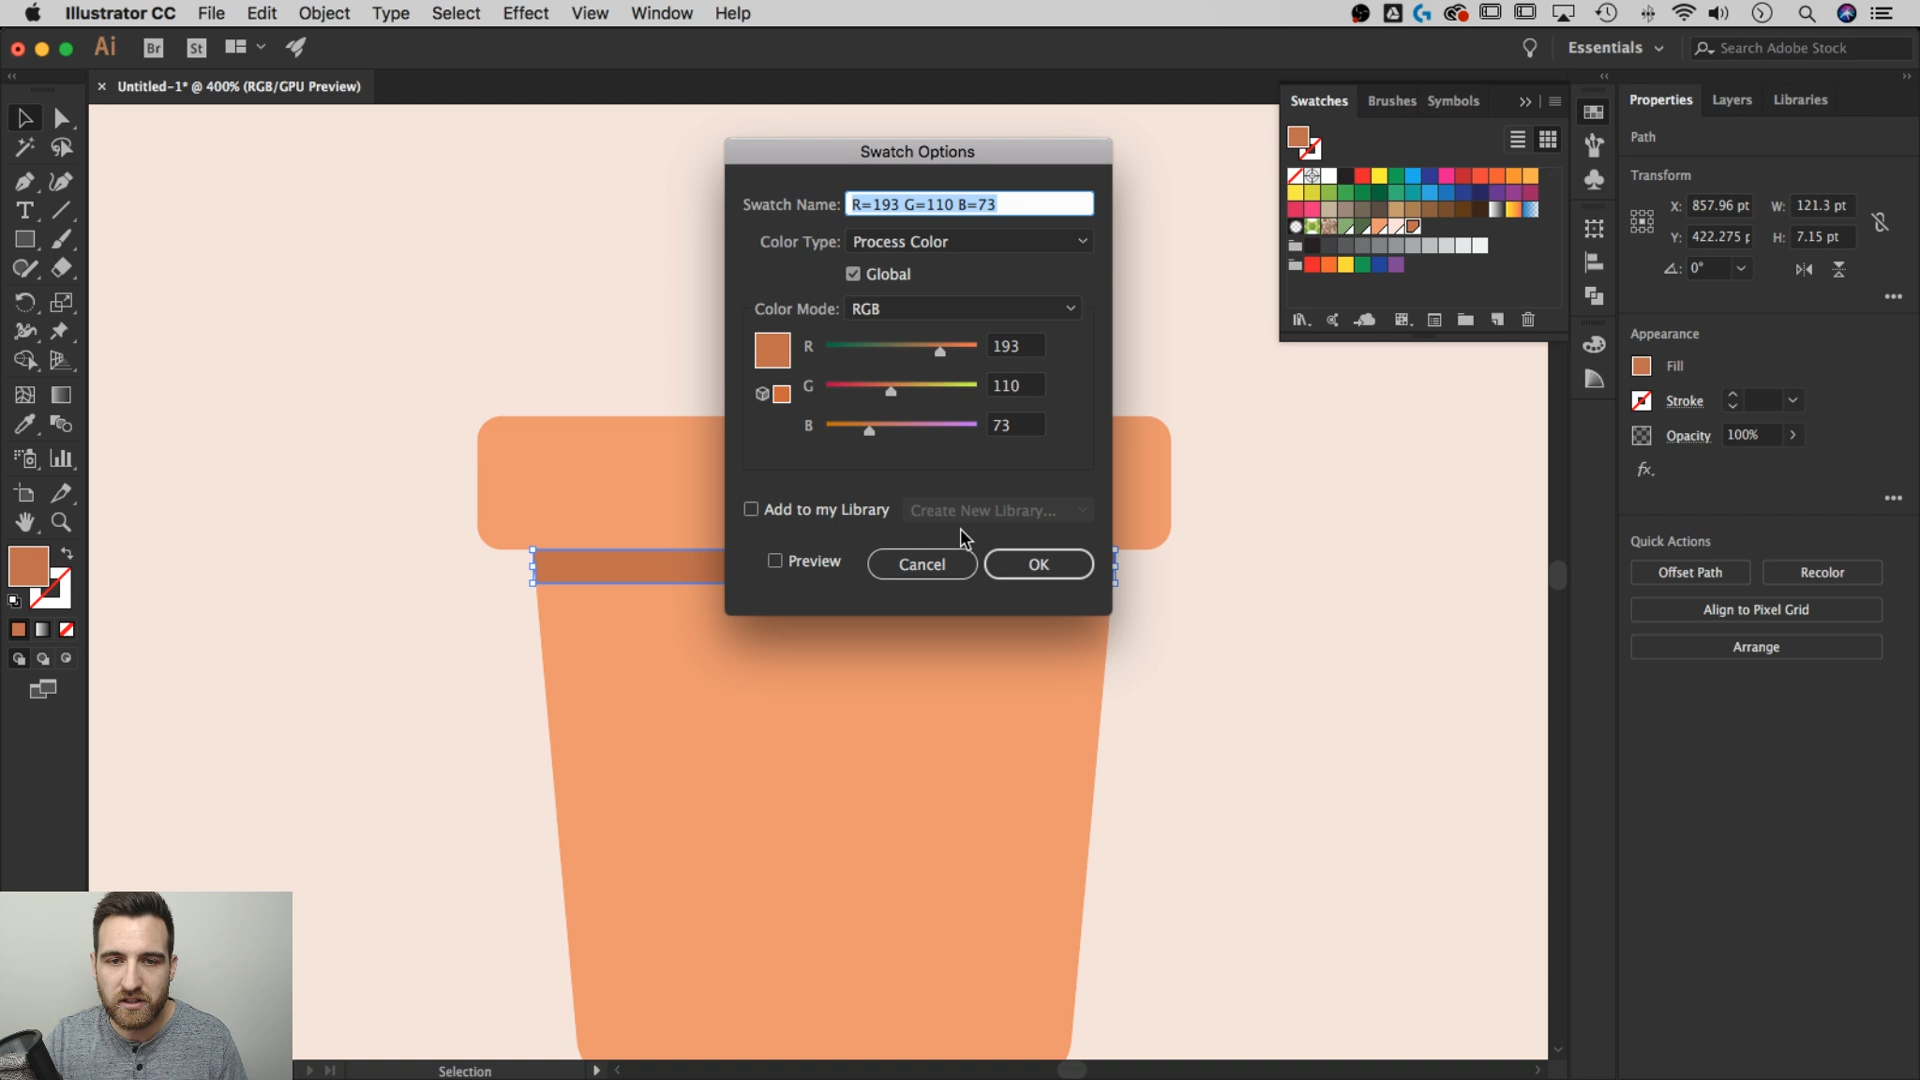 Illustrator CC File Edit Object Type Select Effect View Window Help
Ai Br St Essentials Search Adobe Stock
× Untitled-1* @ 400% (RGB/GPU Preview)
Swatches Brushes Symbols
Properties Layers Libraries
Path
Transform
X: 857.96 pt W: 121.3 pt
Y: 422.275 p H: 7.15 pt
0°
Appearance
Fill
Stroke
Opacity 100%
fx.
Quick Actions
Offset Path Recolor
Align to Pixel Grid
Arrange
Swatch Options
Swatch Name: R=193 G=110 B=73
Color Type: Process Color
Global
Color Mode: RGB
R 193
G 110
B 73
Add to my Library Create New Library...
Preview Cancel OK
Selection